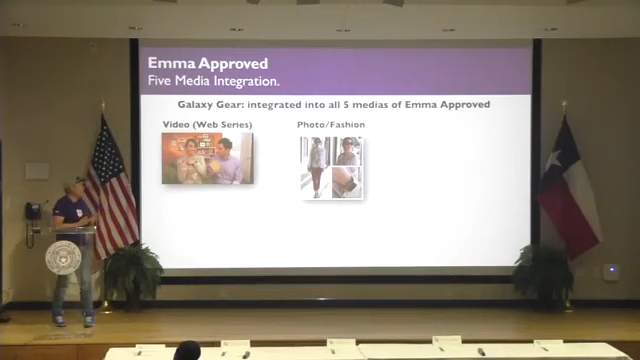 Emma Approved
Five Media Integration.
Galaxy Gear: integrated into all 5 medias of Emma Approved
Video (Web Series)
Photo/Fashion